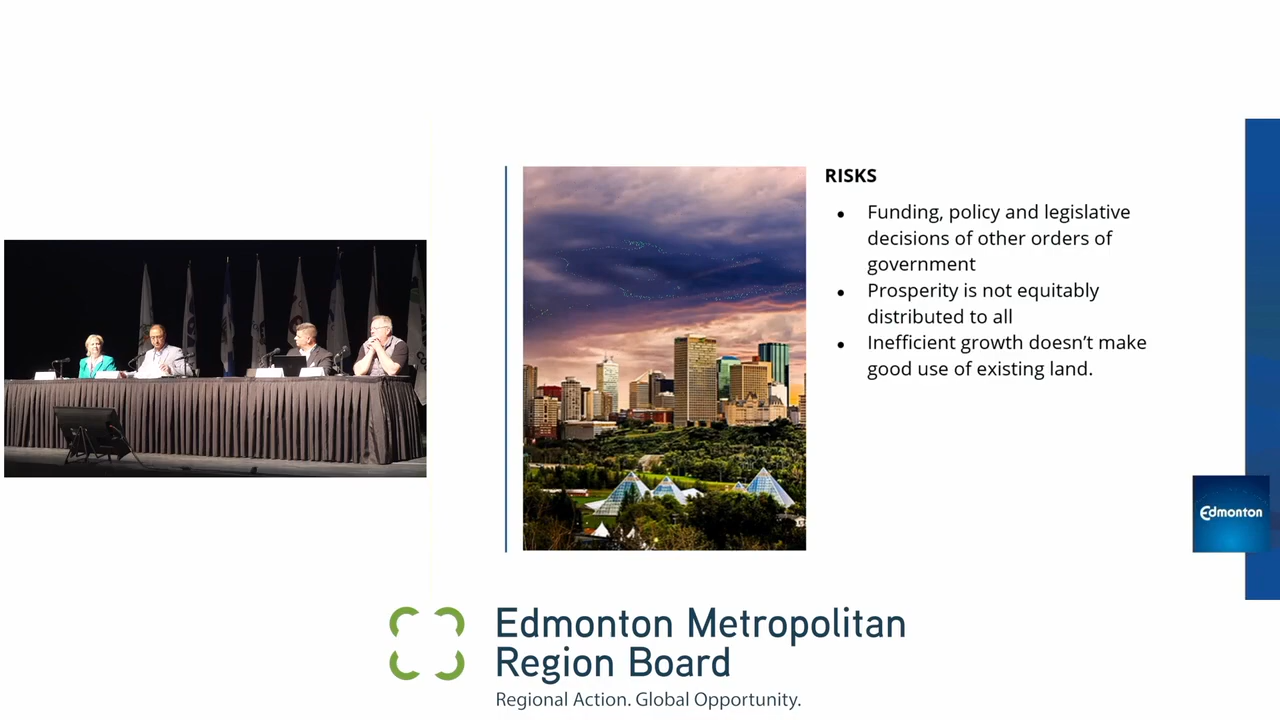 RISKS
● Funding, policy and legislative
decisions of other orders of
government
● Prosperity is not equitably
distributed to all
● Inefficient growth doesn’t make
good use of existing land.
Edmonton
Edmonton Metropolitan
Region Board
Regional Action. Global Opportunity.